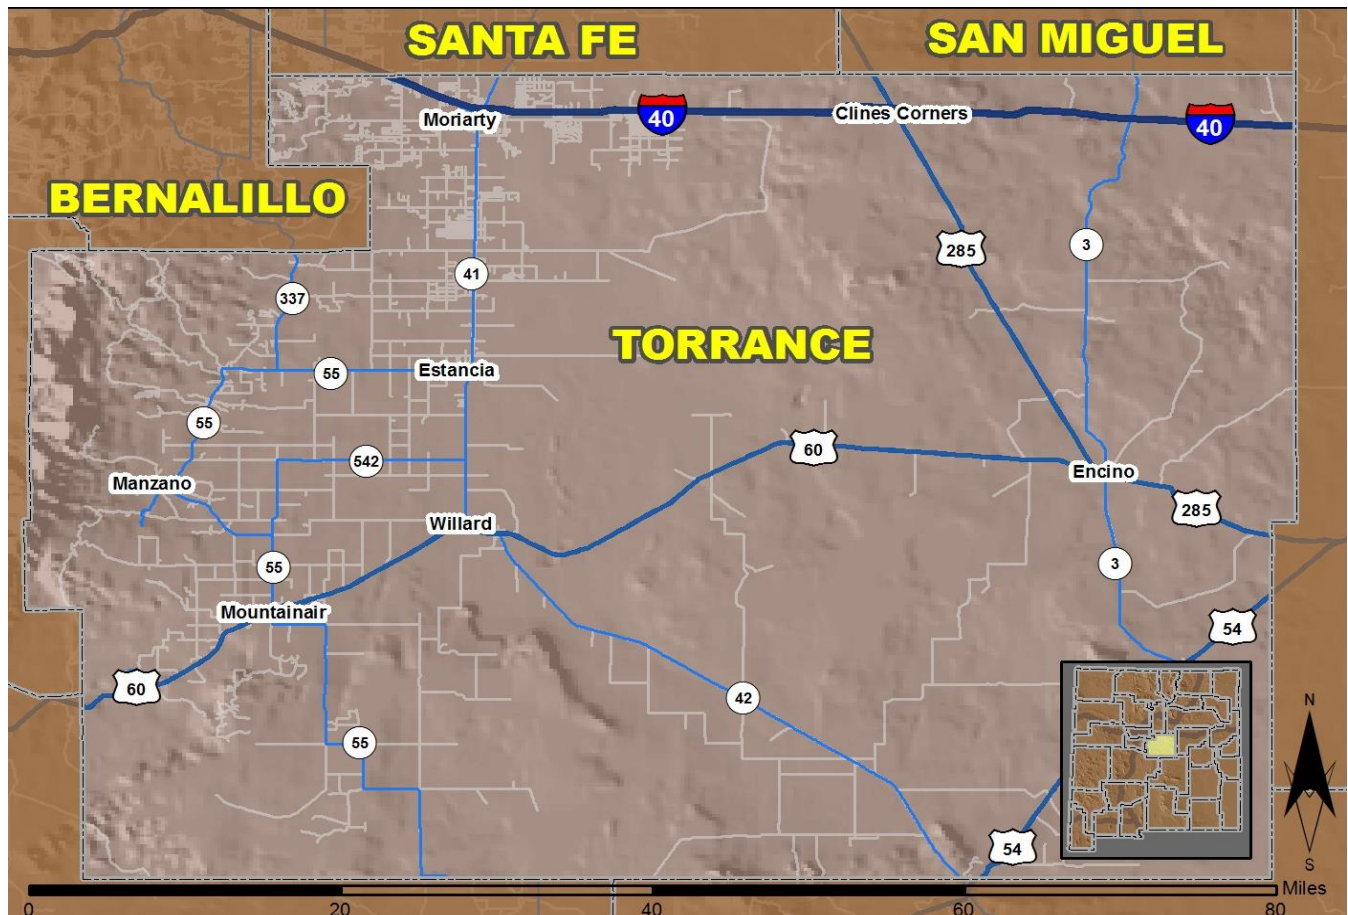 SANTA FE
SAN MIGUEL
Moriarty
40
Clines Corners
40
BERNALILLO
285
3
41
337
TORRANCE
55
Estancia
55
60
542
Manzano
Encino
285
Willard
55
3
Mountainair
54
60
42
N
55
54
S
Miles
0
20
40
60
80